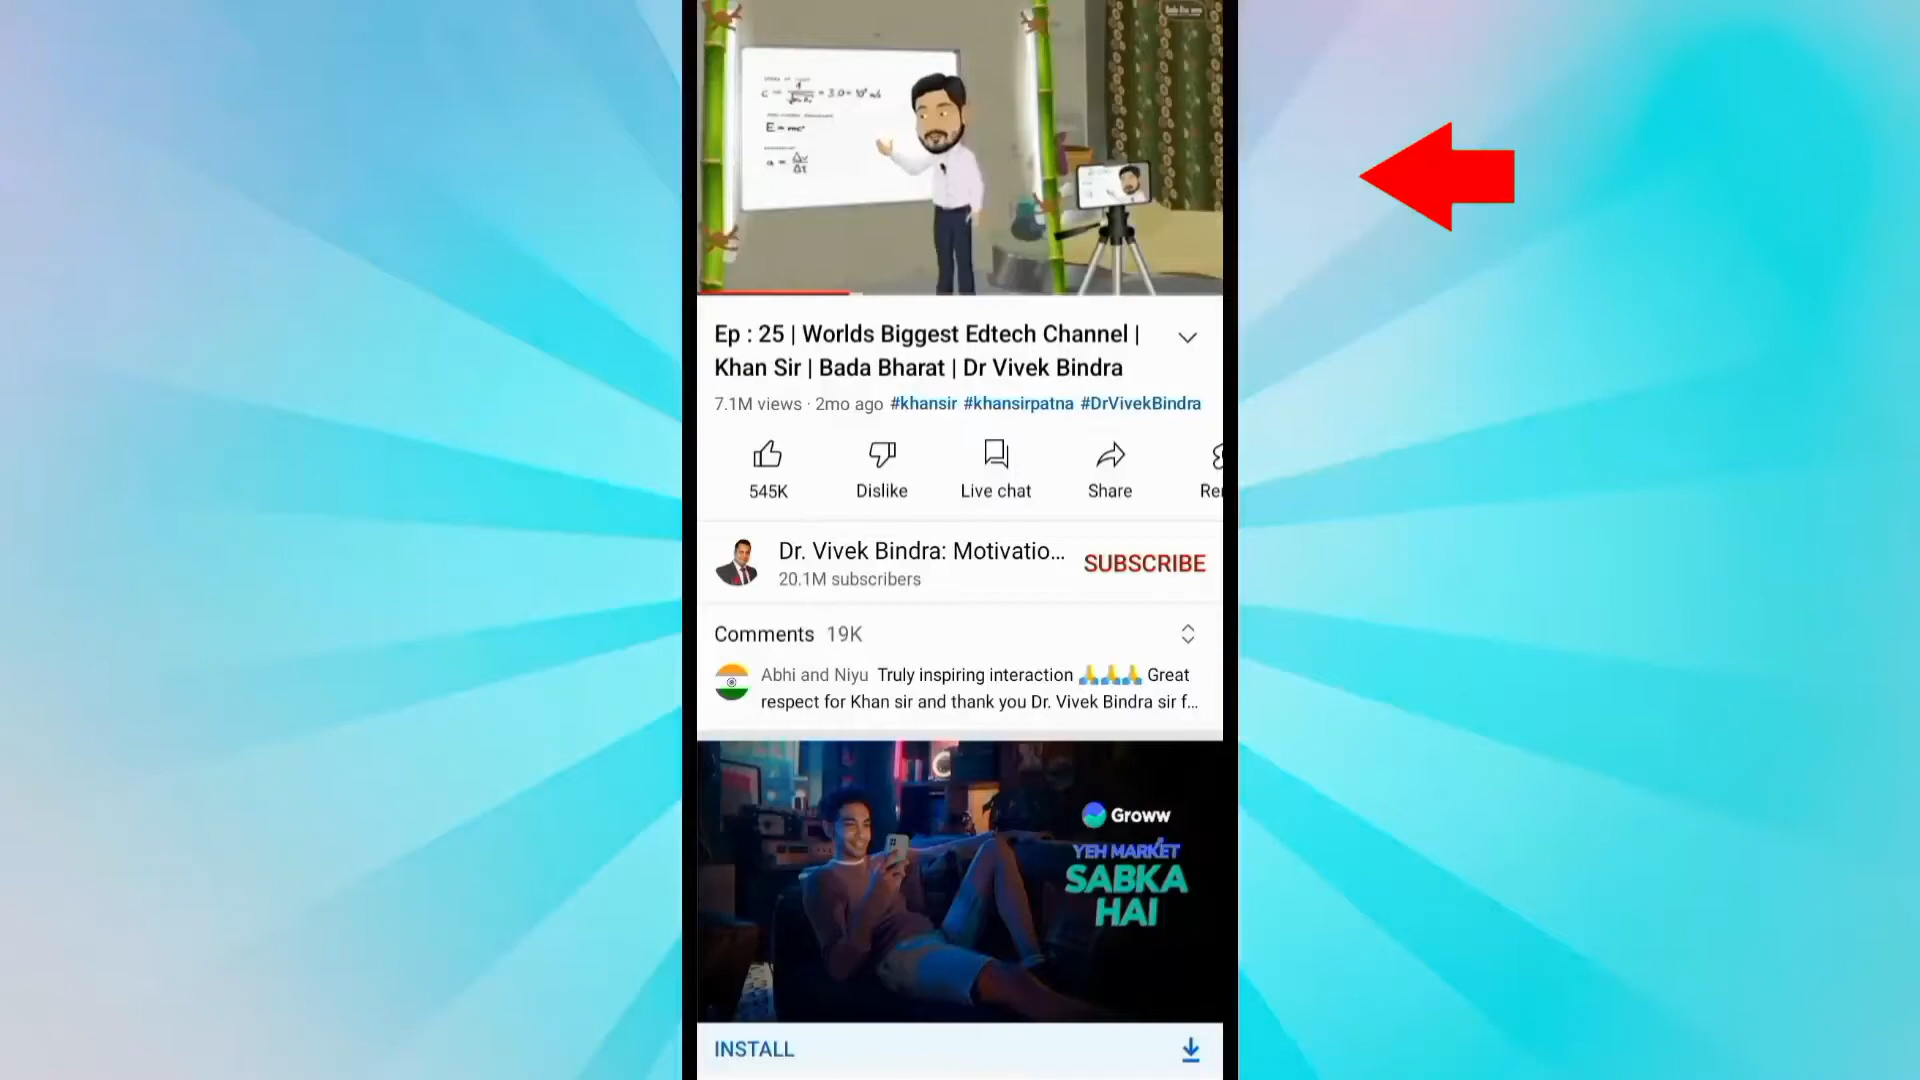 E = mc²
Ep : 25 | Worlds Biggest Edtech Channel |
Khan Sir | Bada Bharat | Dr Vivek Bindra
7.1M views · 2mo ago #khansir #khansirpatna #DrVivekBindra
545K Dislike Live chat Share
Dr. Vivek Bindra: Motivatio...
20.1M subscribers
SUBSCRIBE
Comments 19K
Abhi and Niyu Truly inspiring interaction 🙏🙏🙏 Great
respect for Khan sir and thank you Dr. Vivek Bindra sir f...
Groww
YEH MARKET
SABKA
HAI
INSTALL